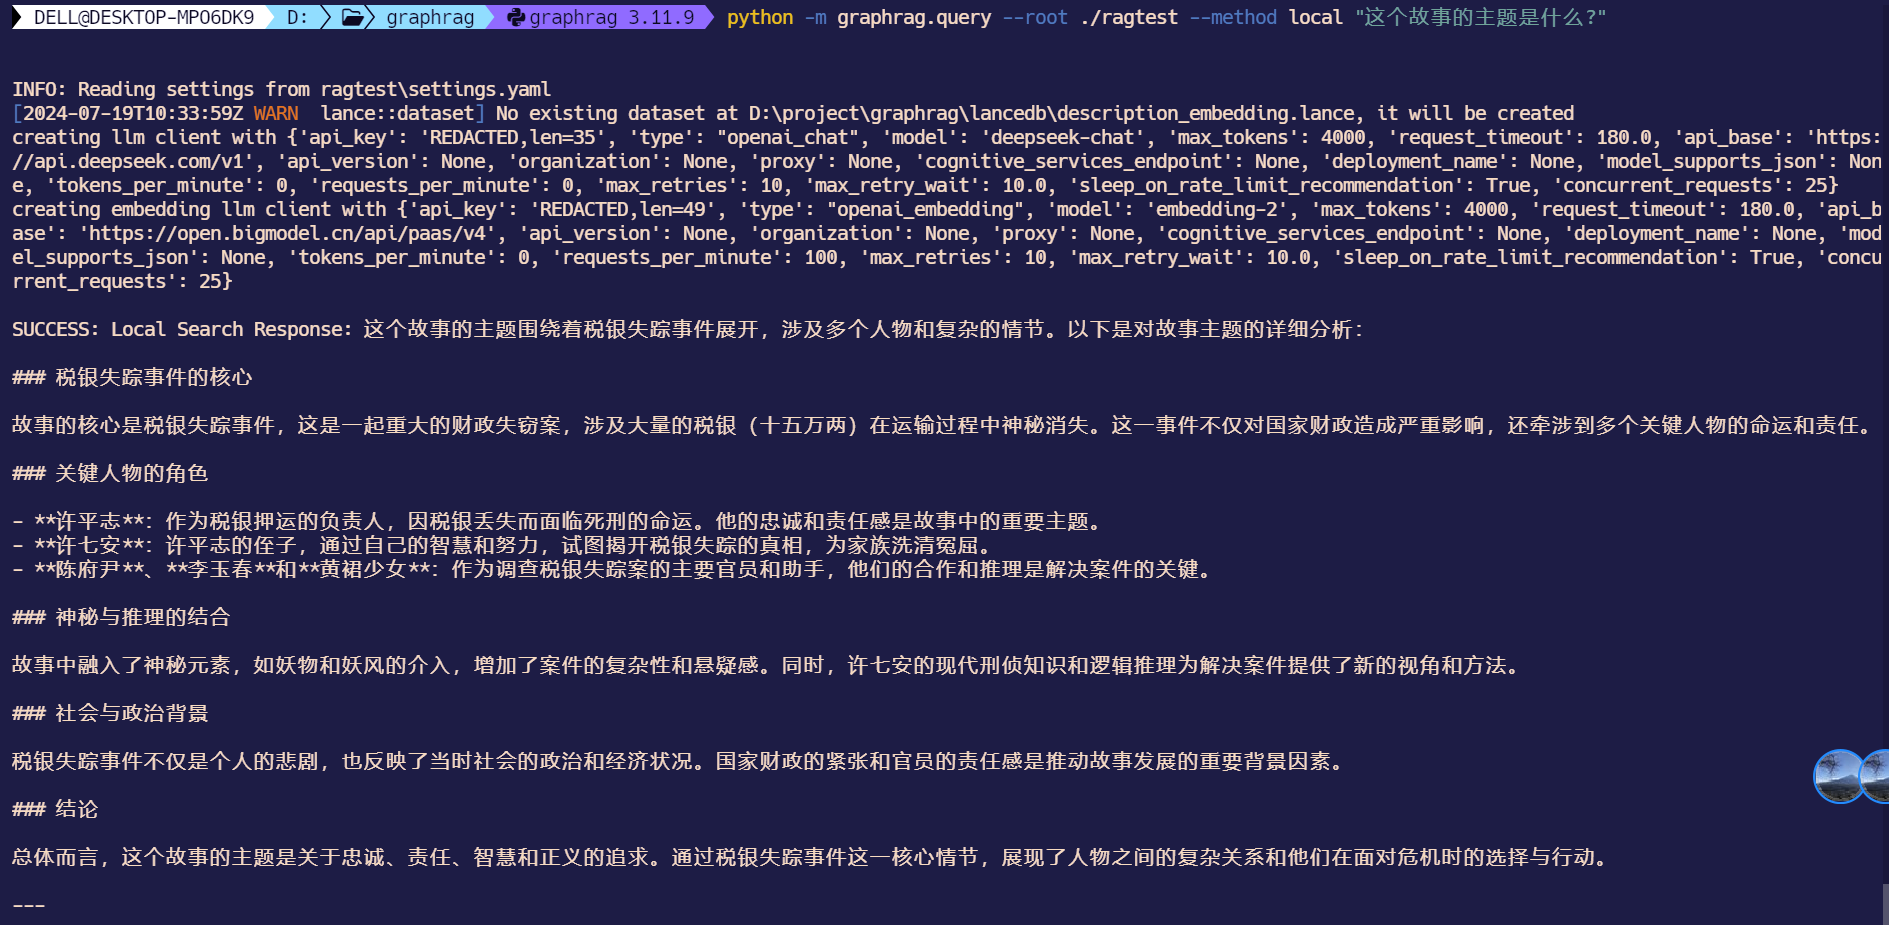 DELL@DESKTOP-MPO6DK9 D: graphrag graphrag 3.11.9 python -m graphrag.query --root ./ragtest --method local "这个故事的主题是什么?"
INFO: Reading settings from ragtest\settings.yaml
[2024-07-19T10:33:59Z WARN  lance::dataset] No existing dataset at D:\project\graphrag\lancedb\description_embedding.lance, it will be created
creating llm client with {'api_key': 'REDACTED,len=35', 'type': "openai_chat", 'model': 'deepseek-chat', 'max_tokens': 4000, 'request_timeout': 180.0, 'api_base': 'https:
//api.deepseek.com/v1', 'api_version': None, 'organization': None, 'proxy': None, 'cognitive_services_endpoint': None, 'deployment_name': None, 'model_supports_json': Non
e, 'tokens_per_minute': 0, 'requests_per_minute': 0, 'max_retries': 10, 'max_retry_wait': 10.0, 'sleep_on_rate_limit_recommendation': True, 'concurrent_requests': 25}
creating embedding llm client with {'api_key': 'REDACTED,len=49', 'type': "openai_embedding", 'model': 'embedding-2', 'max_tokens': 4000, 'request_timeout': 180.0, 'api_b
ase': 'https://open.bigmodel.cn/api/paas/v4', 'api_version': None, 'organization': None, 'proxy': None, 'cognitive_services_endpoint': None, 'deployment_name': None, 'mod
el_supports_json': None, 'tokens_per_minute': 0, 'requests_per_minute': 100, 'max_retries': 10, 'max_retry_wait': 10.0, 'sleep_on_rate_limit_recommendation': True, 'concu
rrent_requests': 25}
SUCCESS: Local Search Response: 这个故事的主题围绕着税银失踪事件展开，涉及多个人物和复杂的情节。以下是对故事主题的详细分析：
### 税银失踪事件的核心
故事的核心是税银失踪事件，这是一起重大的财政失窃案，涉及大量的税银（十五万两）在运输过程中神秘消失。这一事件不仅对国家财政造成严重影响，还牵涉到多个关键人物的命运和责任。
### 关键人物的角色
- **许平志**：作为税银押运的负责人，因税银丢失而面临死刑的命运。他的忠诚和责任感是故事中的重要主题。
- **许七安**：许平志的侄子，通过自己的智慧和努力，试图揭开税银失踪的真相，为家族洗清冤屈。
- **陈府尹**、**李玉春**和**黄裙少女**：作为调查税银失踪案的主要官员和助手，他们的合作和推理是解决案件的关键。
### 神秘与推理的结合
故事中融入了神秘元素，如妖物和妖风的介入，增加了案件的复杂性和悬疑感。同时，许七安的现代刑侦知识和逻辑推理为解决案件提供了新的视角和方法。
### 社会与政治背景
税银失踪事件不仅是个人的悲剧，也反映了当时社会的政治和经济状况。国家财政的紧张和官员的责任感是推动故事发展的重要背景因素。
### 结论
总体而言，这个故事的主题是关于忠诚、责任、智慧和正义的追求。通过税银失踪事件这一核心情节，展现了人物之间的复杂关系和他们在面对危机时的选择与行动。
---